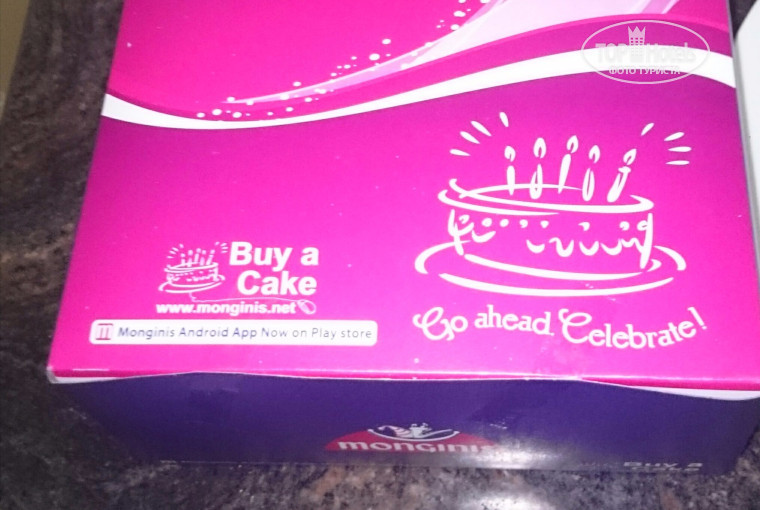 TOP HOTELS
ФОТО ТУРИСТА
Buy a
Cake
www.monginis.net
Monginis Android App Now on Play store
Go ahead. Celebrate!
monginis
Buy a